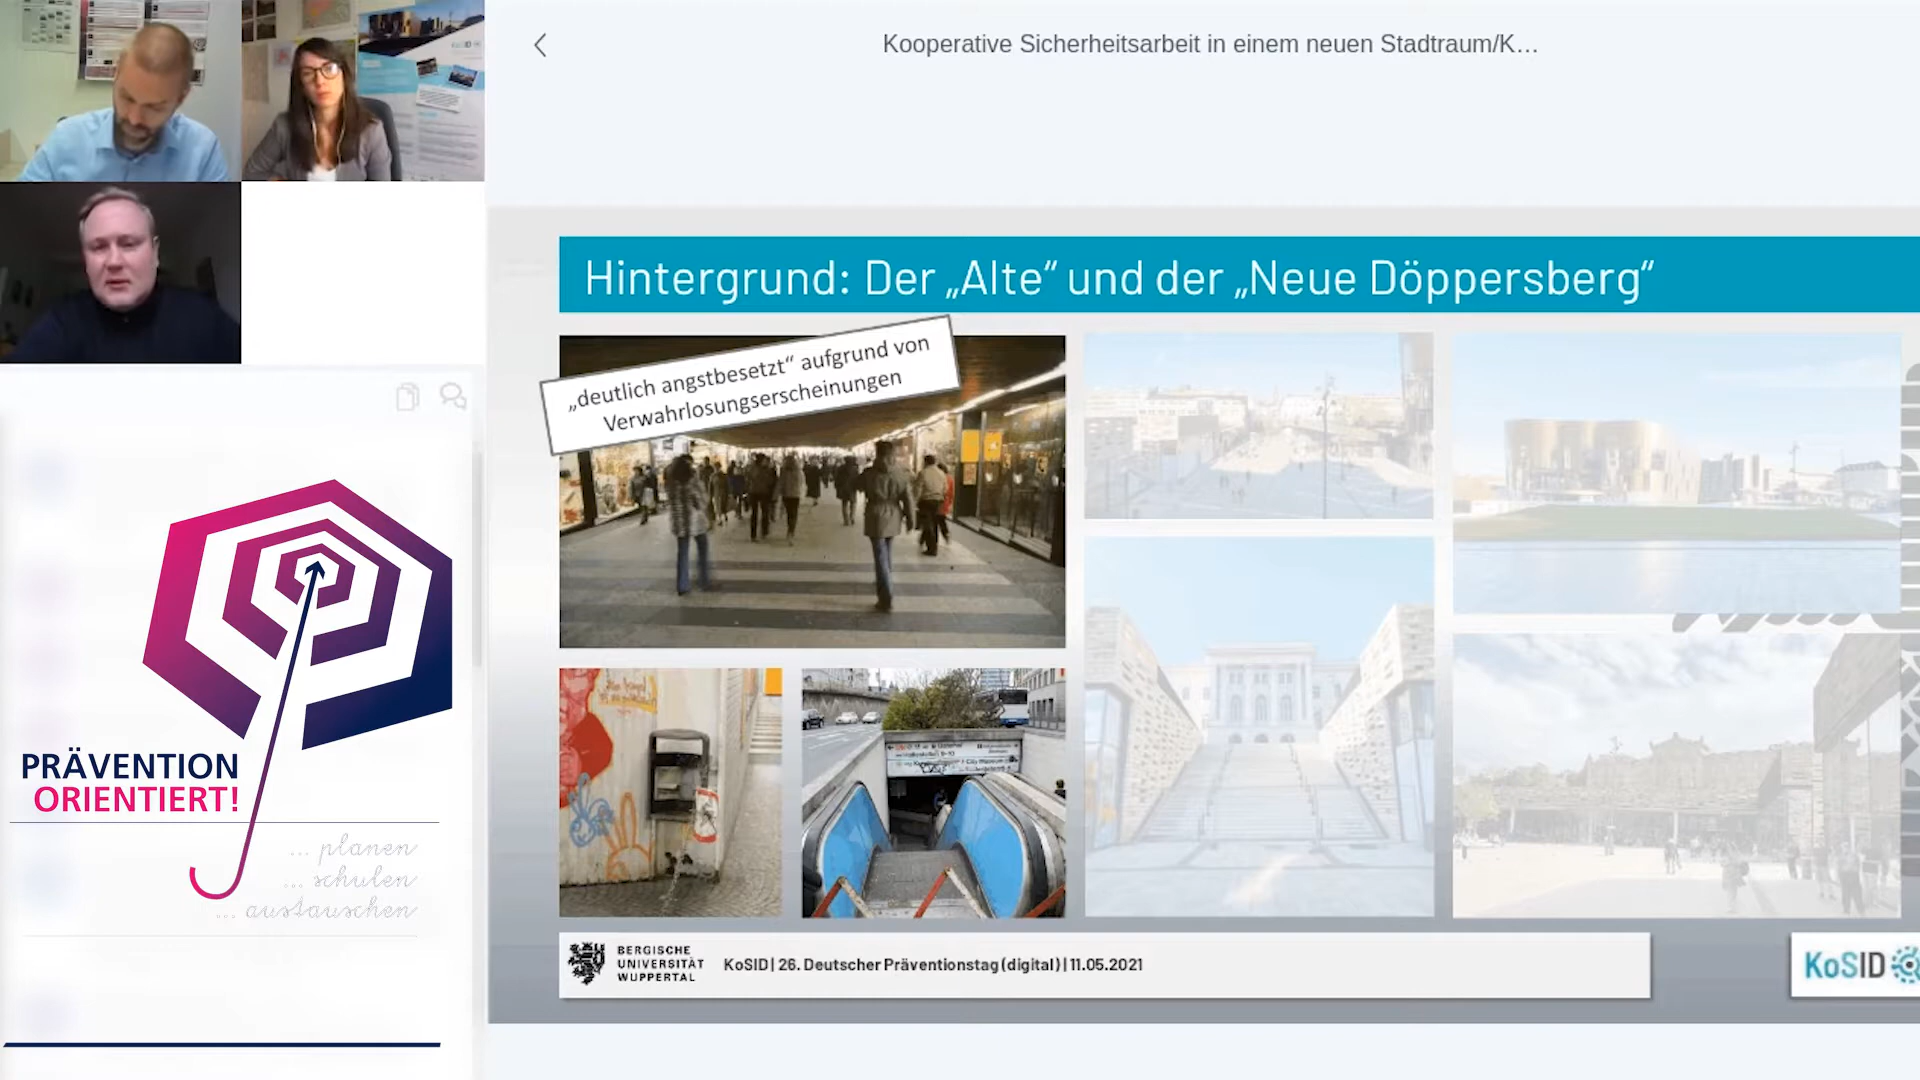 Kooperative Sicherheitsarbeit in einem neuen Stadtraum/K...
Hintergrund: Der „Alte“ und der „Neue Döppersberg“
„deutlich angstbesetzt“ aufgrund von
Verwahrlosungserscheinungen
PRÄVENTION
ORIENTIERT!
... planen
... schulen
... austauschen
BERGISCHE
UNIVERSITÄT
WUPPERTAL
KoSID | 26. Deutscher Präventionstag (digital) | 11.05.2021
KoSID